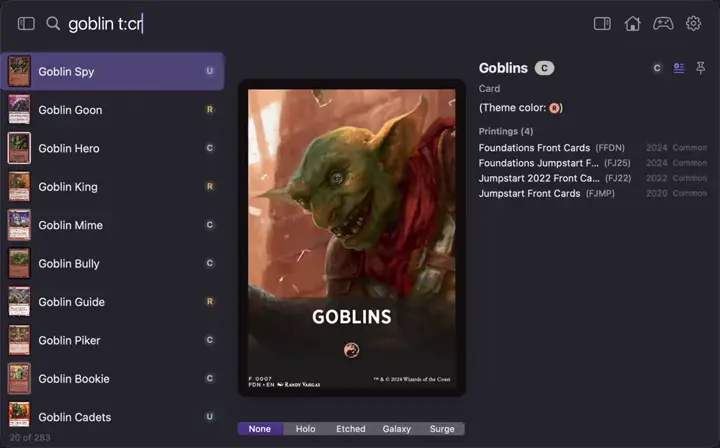 goblin t:cr
Goblin Spy U
Goblin Goon R
Goblin Hero C
Goblin King R
Goblin Mime C
Goblin Bully C
Goblin Guide R
Goblin Piker C
Goblin Bookie C
Goblin Cadets U
20 of 283
GOBLINS
F 0007
FDN • EN RANDY VARGAS
™ & © 2024 Wizards of the Coast
None Holo Etched Galaxy Surge
Goblins C C
Card
(Theme color: R)
Printings (4)
Foundations Front Cards (FFDN) 2024 Common
Foundations Jumpstart F... (FJ25) 2024 Common
Jumpstart 2022 Front Ca... (FJ22) 2022 Common
Jumpstart Front Cards (FJMP) 2020 Common